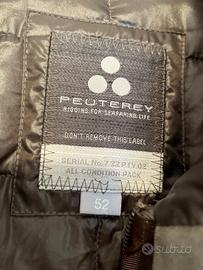 PEUTEREY
RIGGING FOR SEAFARING LIFE
DON'T REMOVE THIS LABEL
SERIAL No.7 22 PTV 02
ALL CONDITION PACK
52
subito